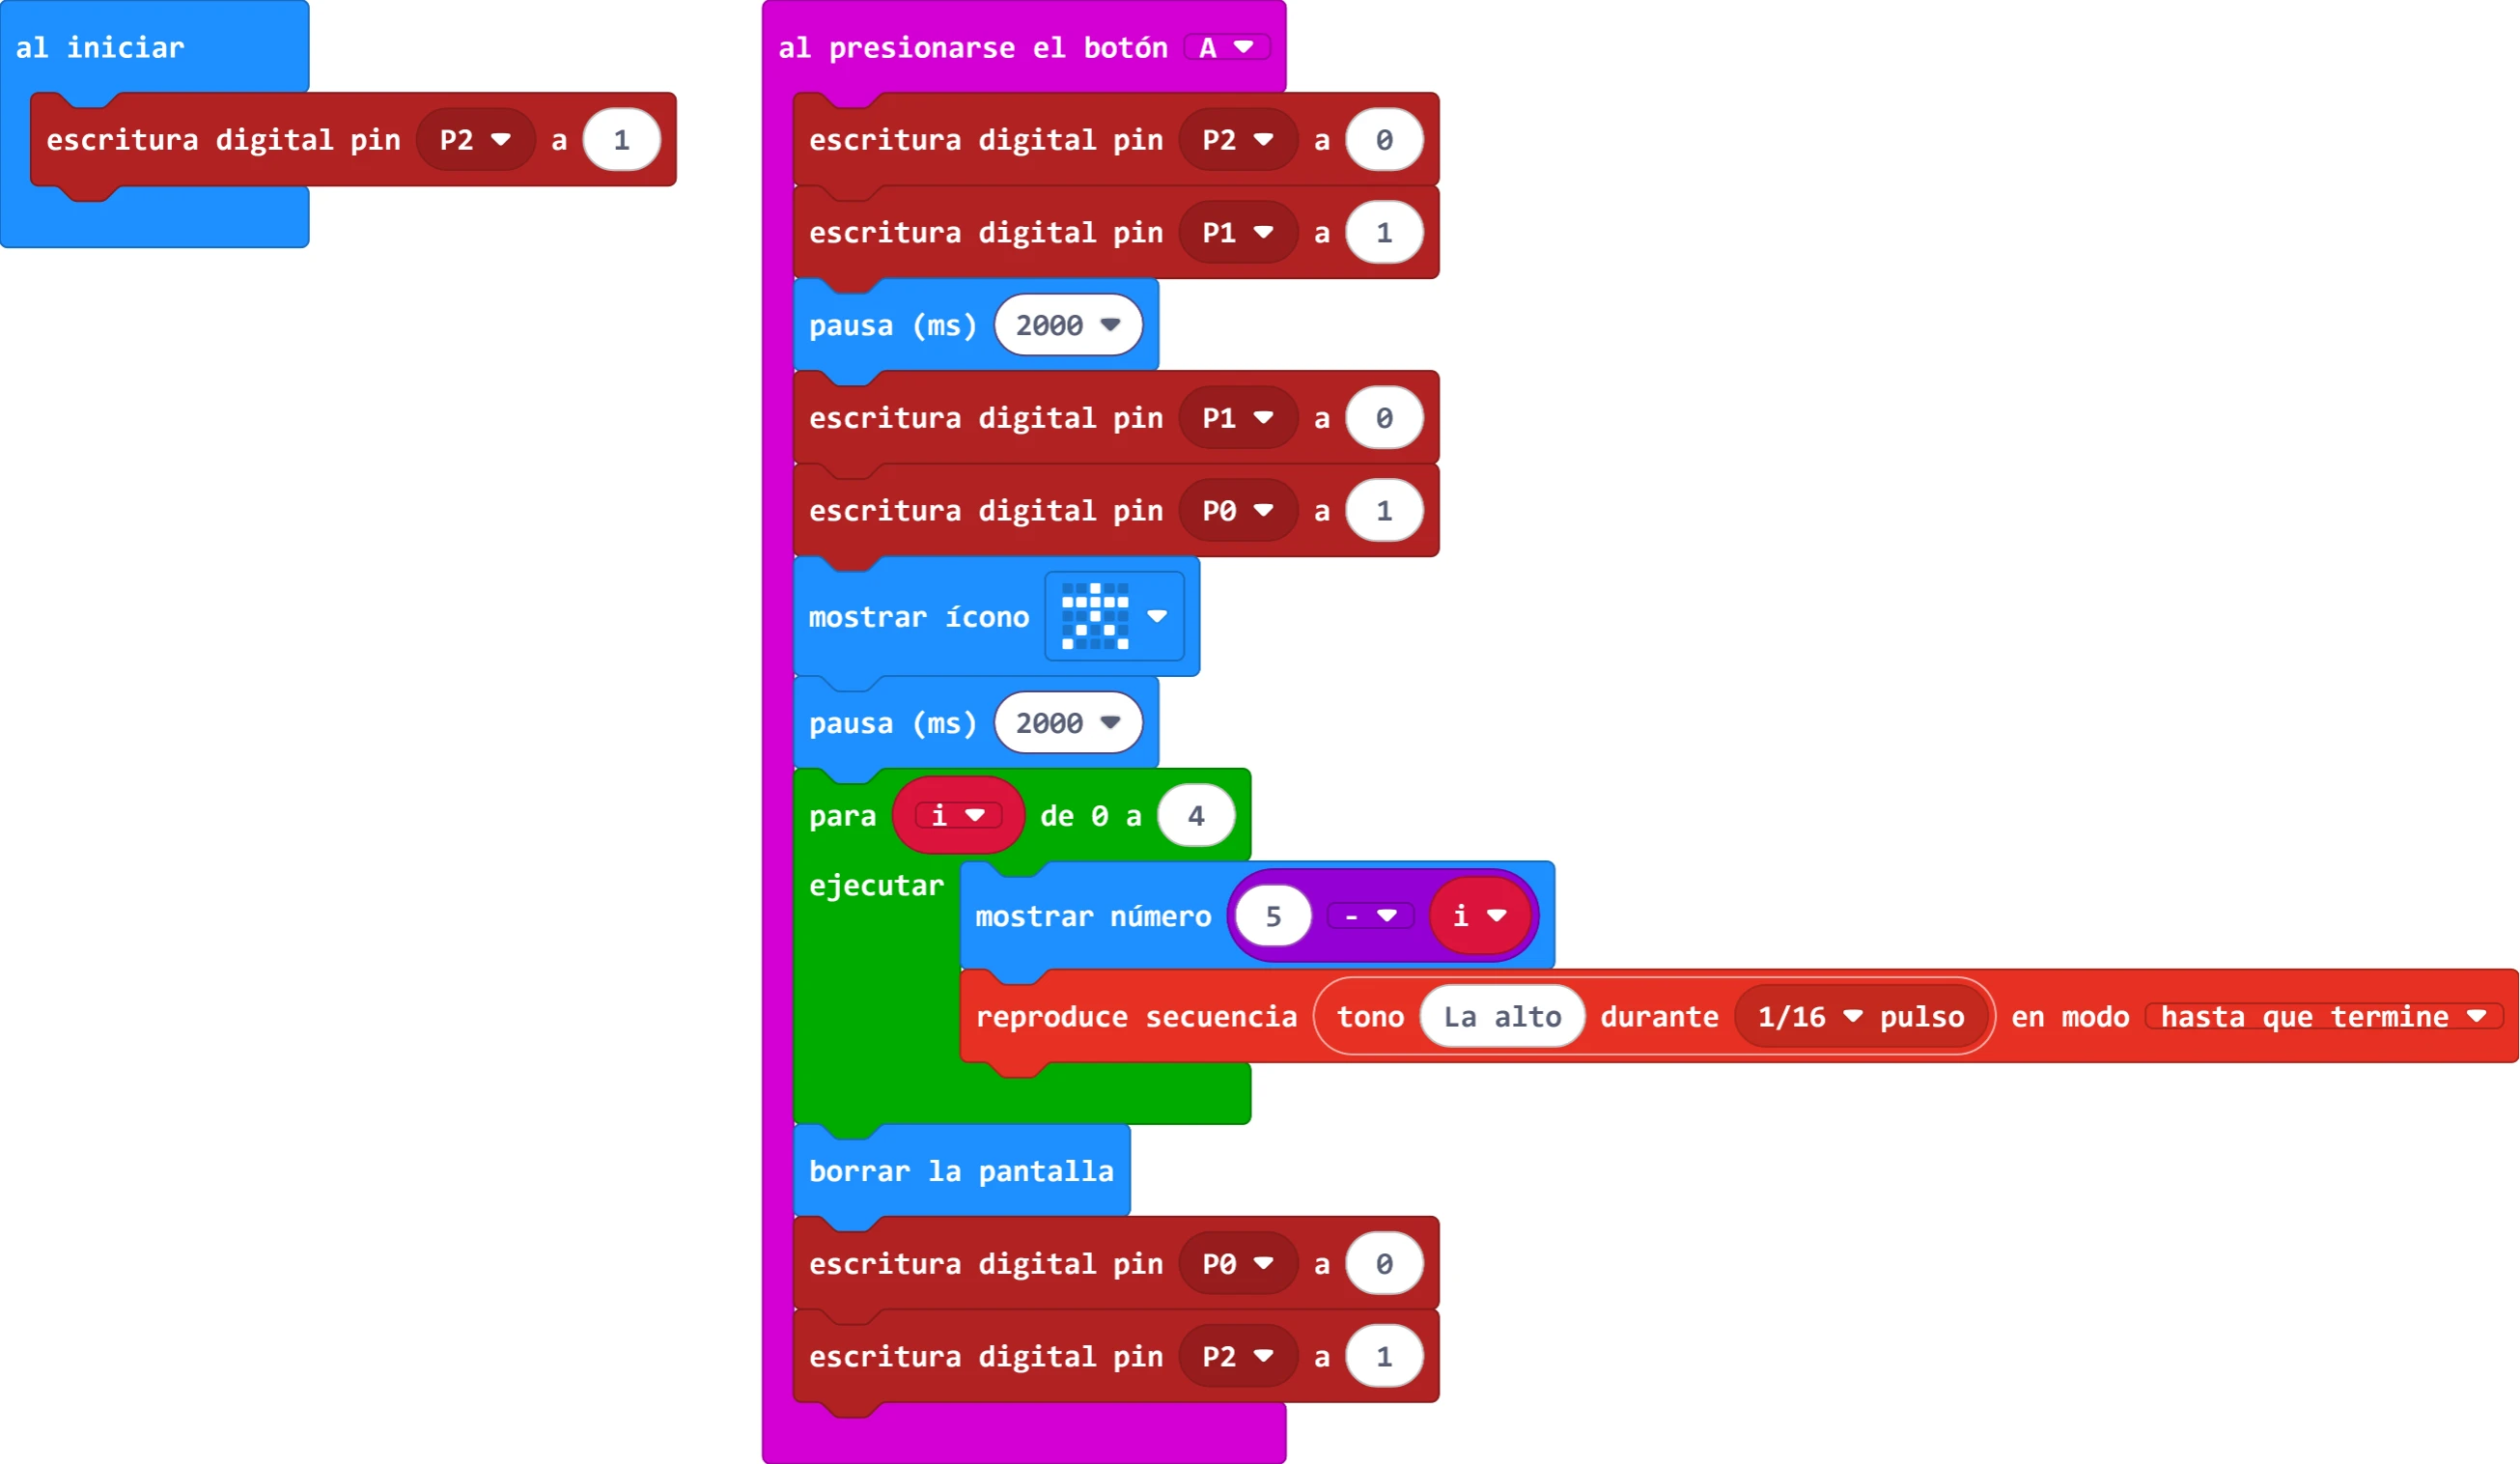 al iniciar
escritura digital pin P2 a 1
al presionarse el botón A
escritura digital pin P2 a 0
escritura digital pin P1 a 1
pausa (ms) 2000
escritura digital pin P1 a 0
escritura digital pin P0 a 1
mostrar ícono
pausa (ms) 2000
para i de 0 a 4
ejecutar
mostrar número 5 - i
reproduce secuencia tono La alto durante 1/16 pulso en modo hasta que termine
borrar la pantalla
escritura digital pin P0 a 0
escritura digital pin P2 a 1